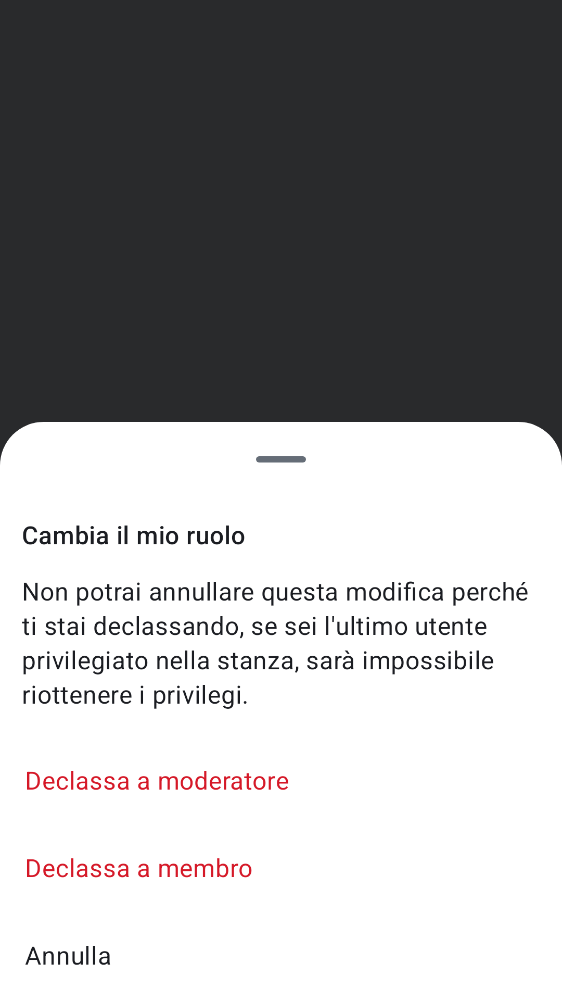 Cambia il mio ruolo
Non potrai annullare questa modifica perché
ti stai declassando, se sei l'ultimo utente
privilegiato nella stanza, sarà impossibile
riottenere i privilegi.
Declassa a moderatore
Declassa a membro
Annulla